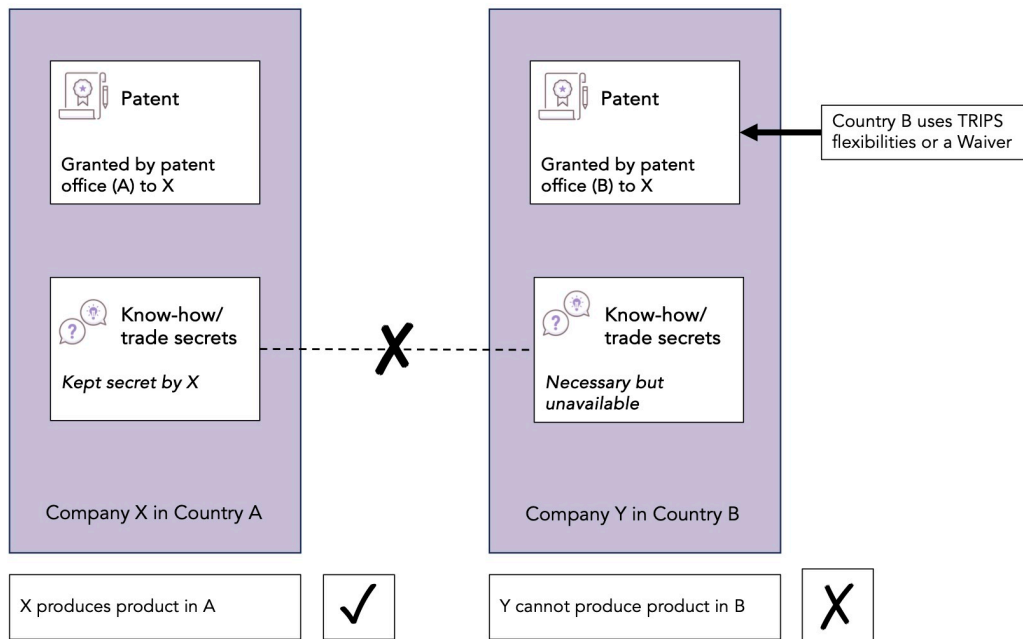 Patent
Granted by patent
office (A) to X
Know-how/
trade secrets
Kept secret by X
Company X in Country A
X produces product in A
Patent
Granted by patent
office (B) to X
Country B uses TRIPS
flexibilities or a Waiver
Know-how/
trade secrets
Necessary but
unavailable
Company Y in Country B
Y cannot produce product in B